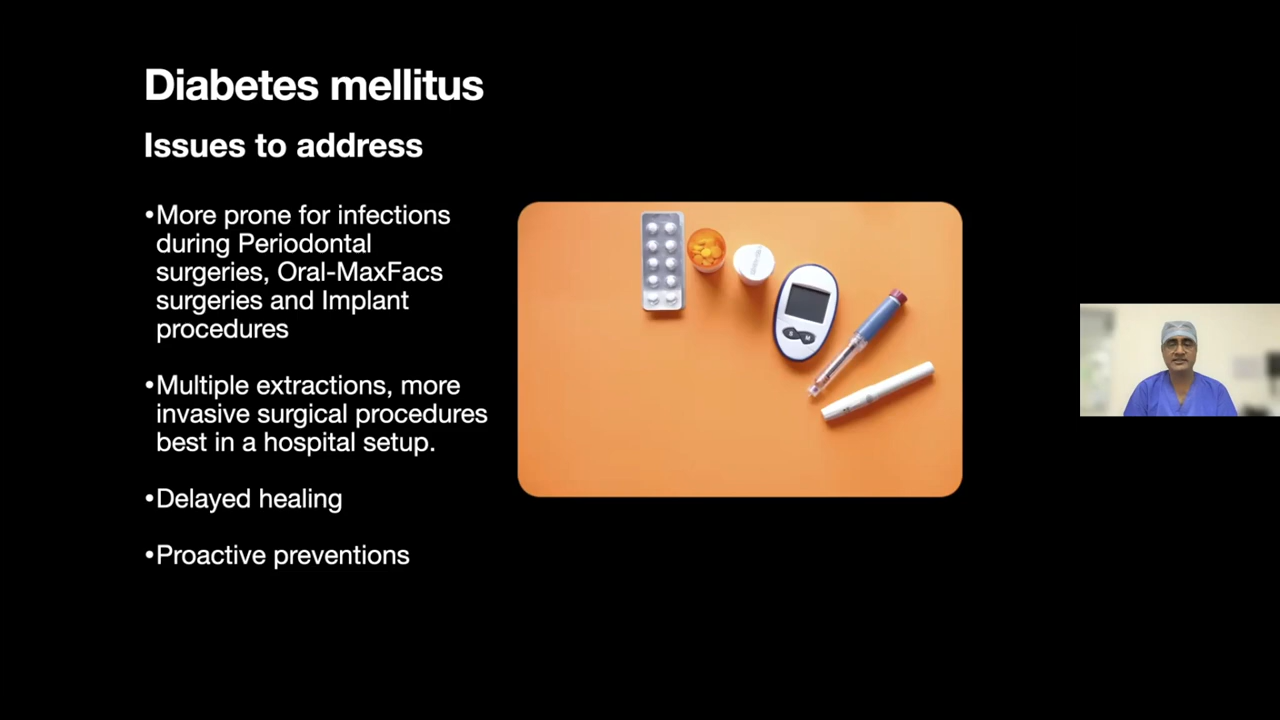 Diabetes mellitus
Issues to address
•More prone for infections
during Periodontal
surgeries, Oral-MaxFacs
surgeries and Implant
procedures
•Multiple extractions, more
invasive surgical procedures
best in a hospital setup.
•Delayed healing
•Proactive preventions